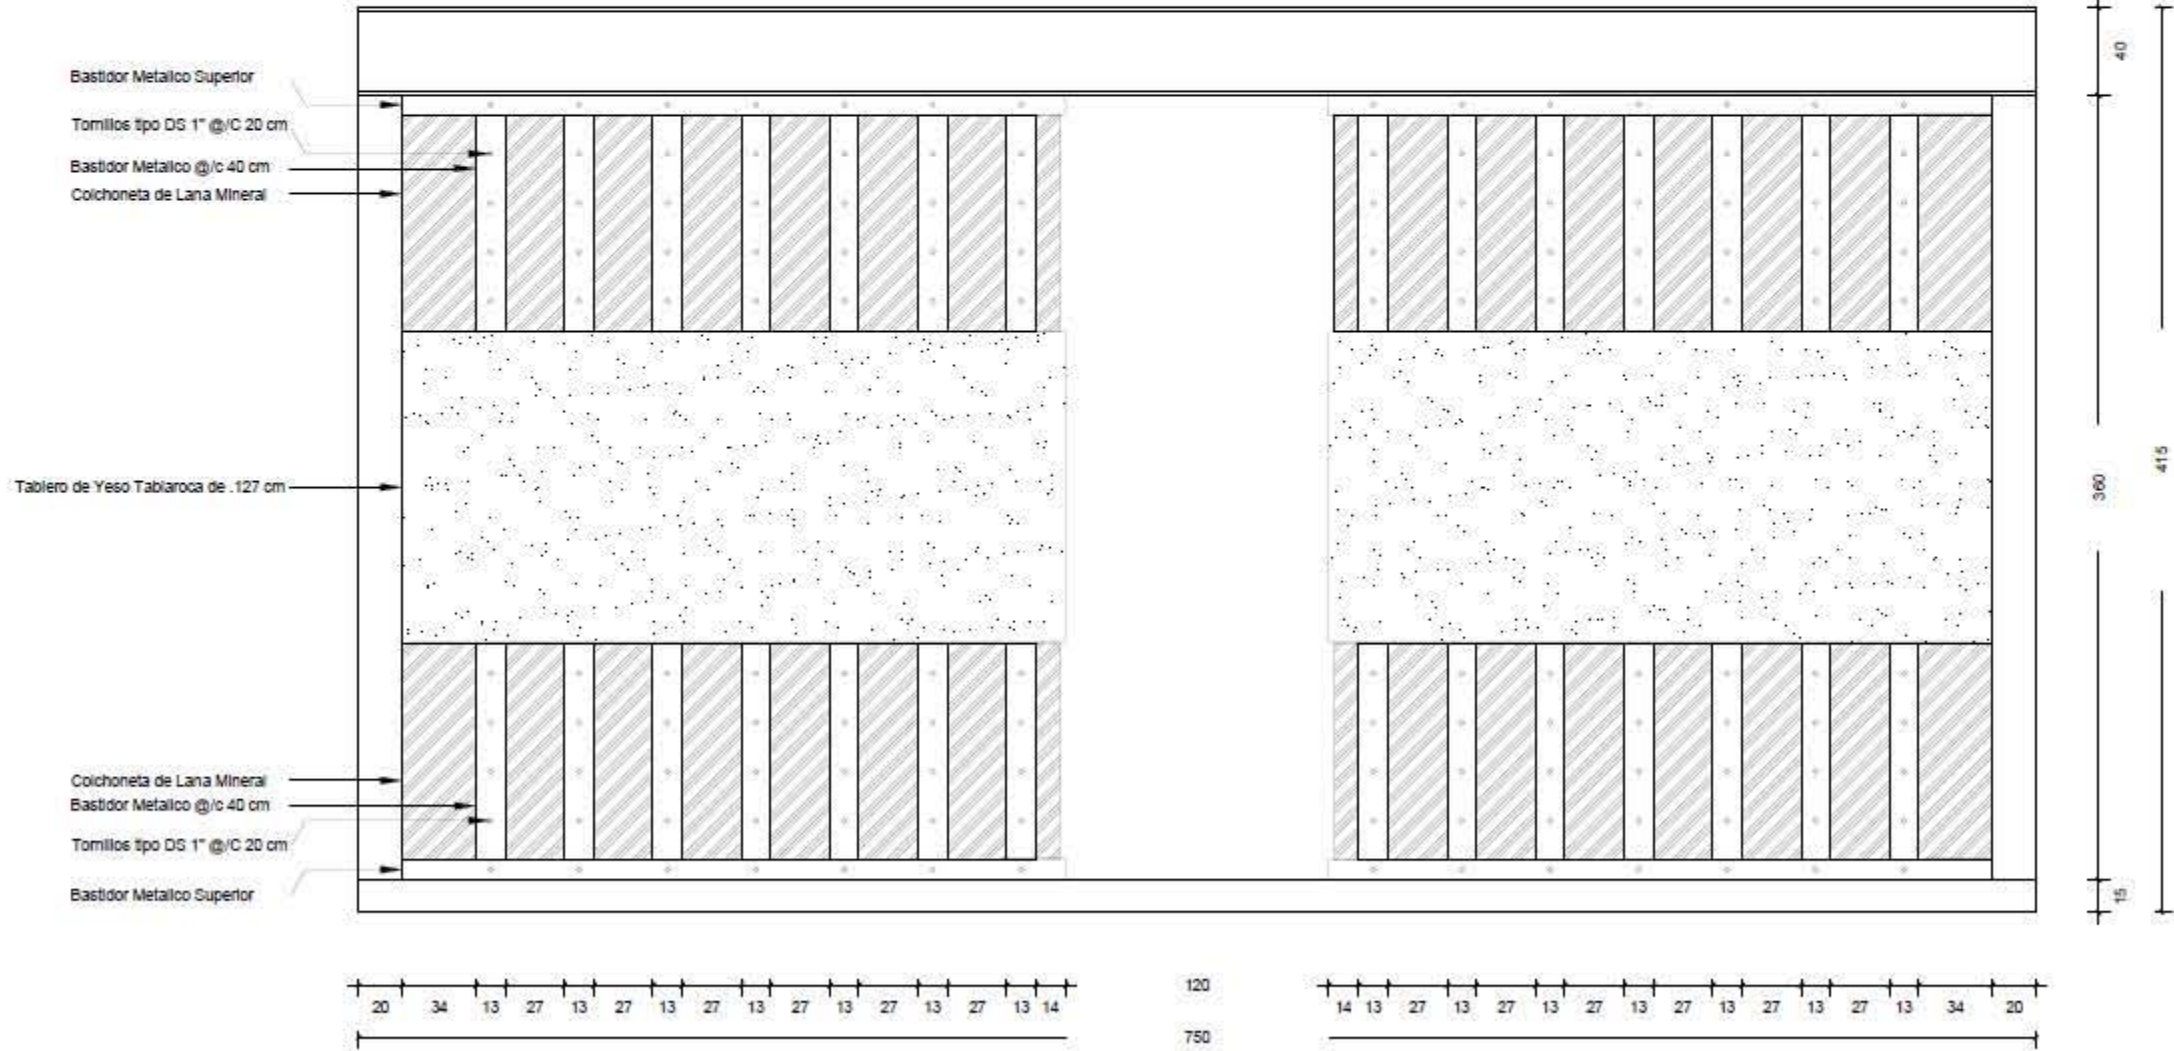 Bastidor Metalico Superior
Tornillos tipo DS 1" @/C 20 cm
Bastidor Metalico @/c 40 cm
Colchoneta de Lana Mineral
Tablero de Yeso Tablaroca de .127 cm
Colchoneta de Lana Mineral
Bastidor Metalico @/c 40 cm
Tornillos tipo DS 1" @/C 20 cm
Bastidor Metalico Superior
40
360
415
15
20 34 13 27 13 27 13 27 13 27 13 27 13 27 13 14 120 14 13 27 13 27 13 27 13 27 13 27 13 27 13 34 20
750